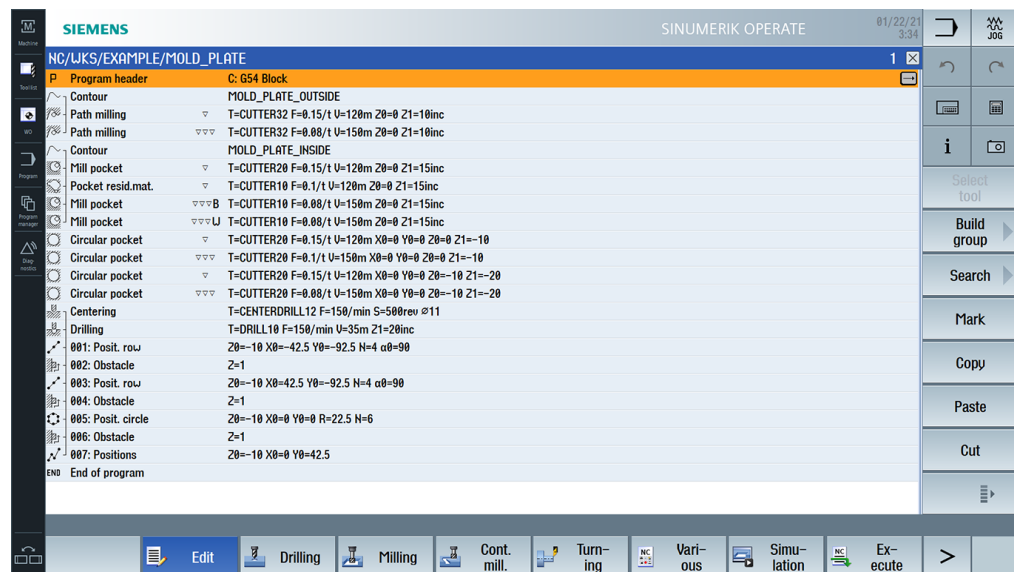 M
Machine
SIEMENS
SINUMERIK OPERATE
01/22/21
3:34
JOG
NC/WKS/EXAMPLE/MOLD_PLATE
1
P Program header C: G54 Block
Contour MOLD_PLATE_OUTSIDE
Path milling ▽ T=CUTTER32 F=0.15/t V=120m Z0=0 Z1=10inc
Path milling ▽▽▽ T=CUTTER32 F=0.08/t V=150m Z0=0 Z1=10inc
Contour MOLD_PLATE_INSIDE
Mill pocket ▽ T=CUTTER20 F=0.15/t V=120m Z0=0 Z1=15inc
Pocket resid.mat. ▽ T=CUTTER10 F=0.1/t V=120m Z0=0 Z1=15inc
Mill pocket ▽▽▽B T=CUTTER10 F=0.08/t V=150m Z0=0 Z1=15inc
Mill pocket ▽▽▽W T=CUTTER10 F=0.08/t V=150m Z0=0 Z1=15inc
Circular pocket ▽ T=CUTTER20 F=0.15/t V=120m X0=0 Y0=0 Z0=0 Z1=-10
Circular pocket ▽▽▽ T=CUTTER20 F=0.1/t V=150m X0=0 Y0=0 Z0=0 Z1=-10
Circular pocket ▽ T=CUTTER20 F=0.15/t V=120m X0=0 Y0=0 Z0=-10 Z1=-20
Circular pocket ▽▽▽ T=CUTTER20 F=0.08/t V=150m X0=0 Y0=0 Z0=-10 Z1=-20
Centering T=CENTERDRILL12 F=150/min S=500rev ⌀11
Drilling T=DRILL10 F=150/min V=35m Z1=20inc
001: Posit. row Z0=-10 X0=-42.5 Y0=-92.5 N=4 α0=90
002: Obstacle Z=1
003: Posit. row Z0=-10 X0=42.5 Y0=-92.5 N=4 α0=90
004: Obstacle Z=1
005: Posit. circle Z0=-10 X0=0 Y0=0 R=22.5 N=6
006: Obstacle Z=1
007: Positions Z0=-10 X0=0 Y0=42.5
END End of program
Tool list
WO
Program
Program
manager
Diag
nostics
i
Select
tool
Build
group
Search
Mark
Copy
Paste
Cut
Edit
Drilling
Milling
Cont.
mill.
Turn-
ing
NC
Vari-
ous
Simu-
lation
NC
Ex-
ecute
>